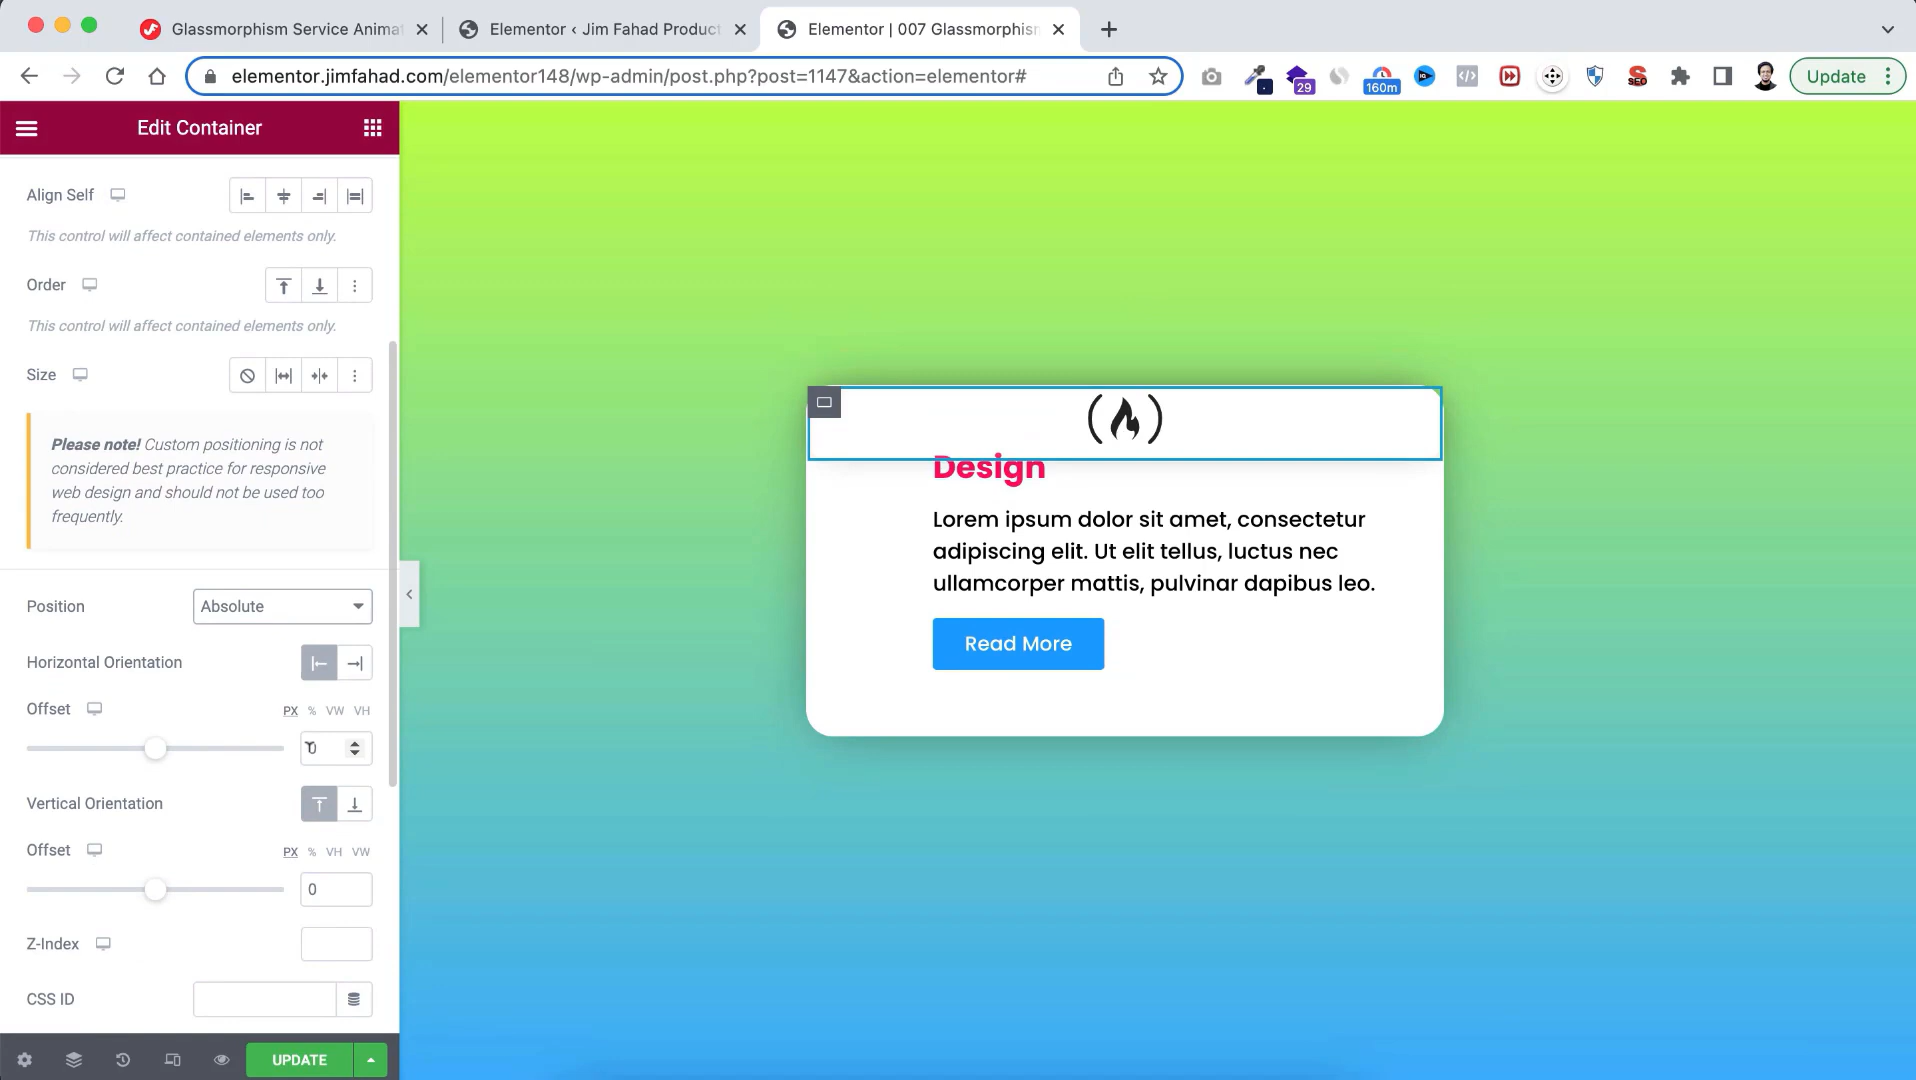 Glassmorphism Service Animat
Elementor ‹ Jim Fahad Product
Elementor | 007 Glassmorphism
elementor.jimfahad.com/elementor148/wp-admin/post.php?post=1147&action=elementor#
29
160m
SEO
Update
Edit Container
Align Self
This control will affect contained elements only.
Order
This control will affect contained elements only.
Size
Please note! Custom positioning is not
considered best practice for responsive
web design and should not be used too
frequently.
Position
Absolute
Horizontal Orientation
Offset
PX % VW VH
0
Vertical Orientation
Offset
PX % VH VW
0
Z-Index
CSS ID
UPDATE
Design
Lorem ipsum dolor sit amet, consectetur
adipiscing elit. Ut elit tellus, luctus nec
ullamcorper mattis, pulvinar dapibus leo.
Read More